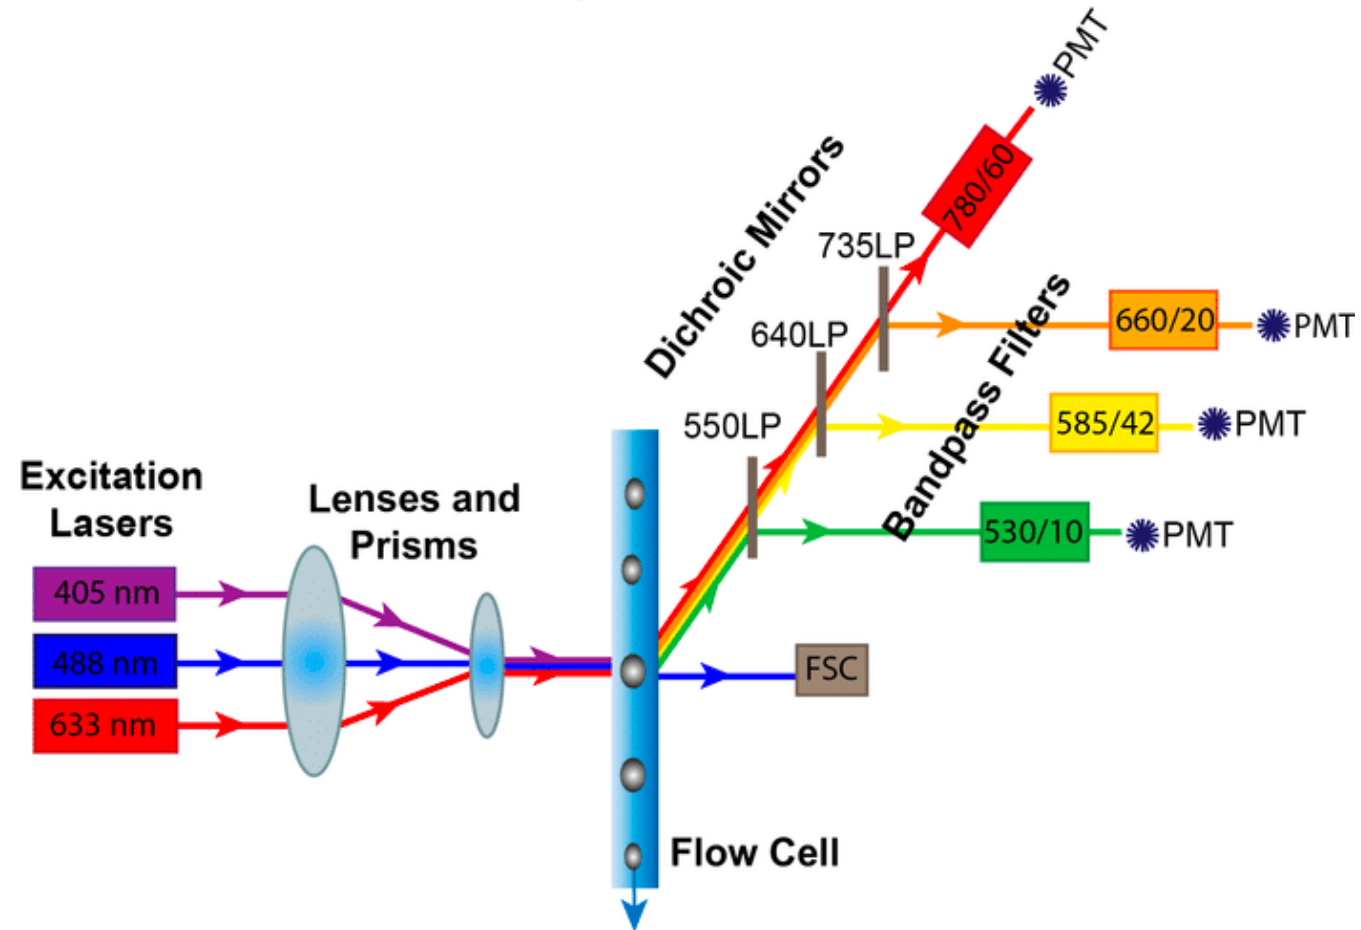 Excitation
Lasers
405 nm
488 nm
633 nm
Lenses and
Prisms
Flow Cell
FSC
Dichroic Mirrors
550LP
640LP
735LP
Bandpass Filters
780/60
PMT
660/20
PMT
585/42
PMT
530/10
PMT